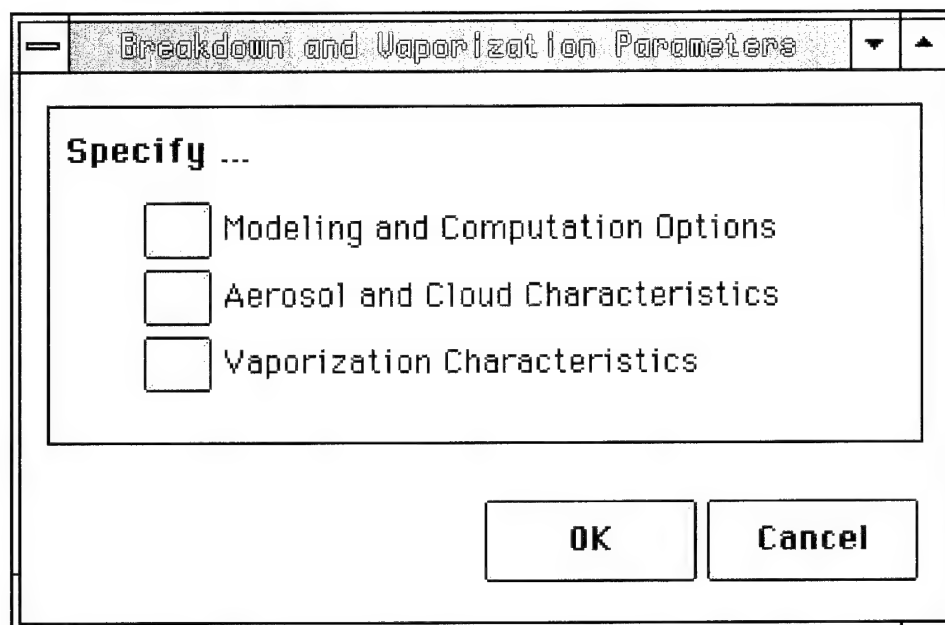 Breakdown and Vaporization Parameters
Specify ...
Modeling and Computation Options
Aerosol and Cloud Characteristics
Vaporization Characteristics
OK
Cancel